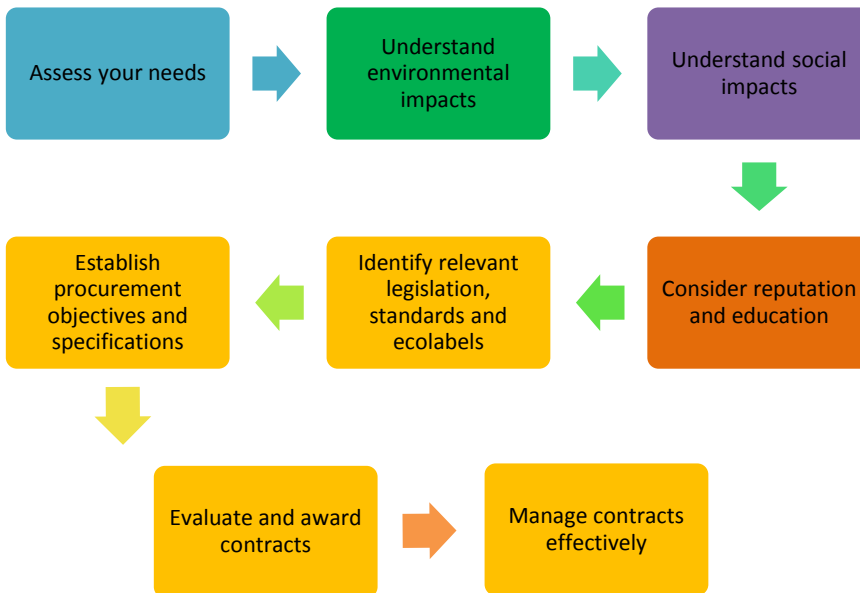 Assess your needs
Understand
environmental
impacts
Understand social
impacts
Consider reputation
and education
Identify relevant
legislation,
standards and
ecolabels
Establish
procurement
objectives and
specifications
Evaluate and award
contracts
Manage contracts
effectively